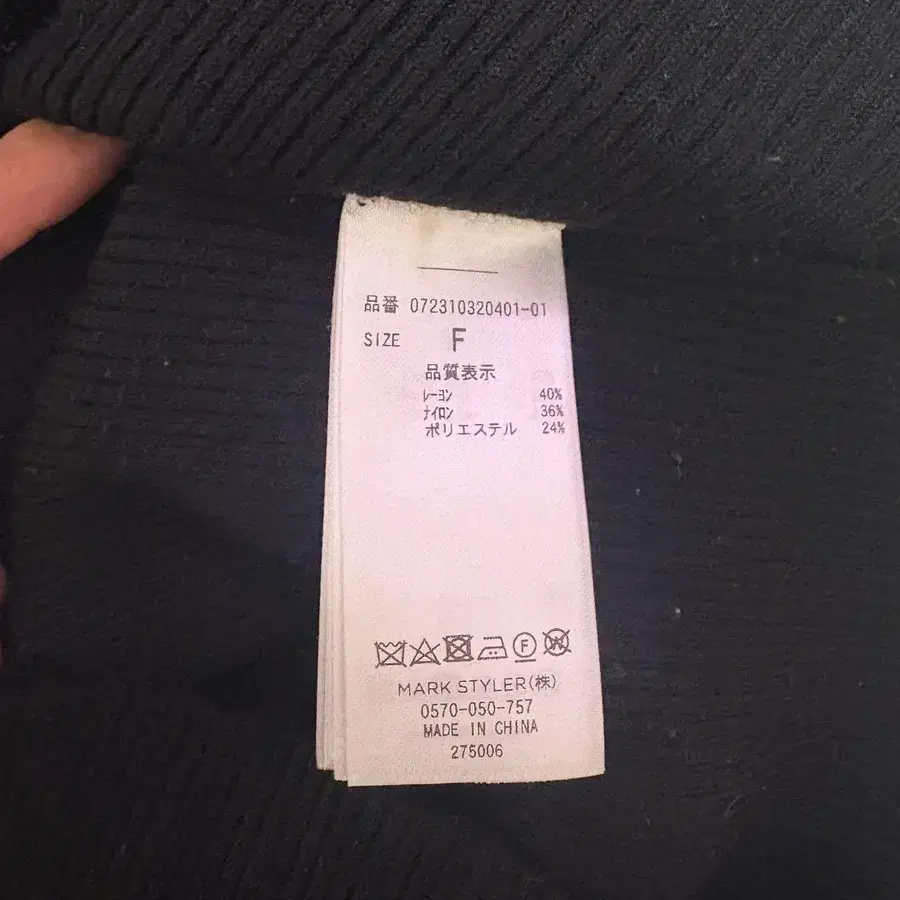 品番 072310320401-01
SIZE F
品質表示
レーヨン 40%
ナイロン 36%
ポリエステル 24%
F W
MARK STYLER(株)
0570-050-757
MADE IN CHINA
275006